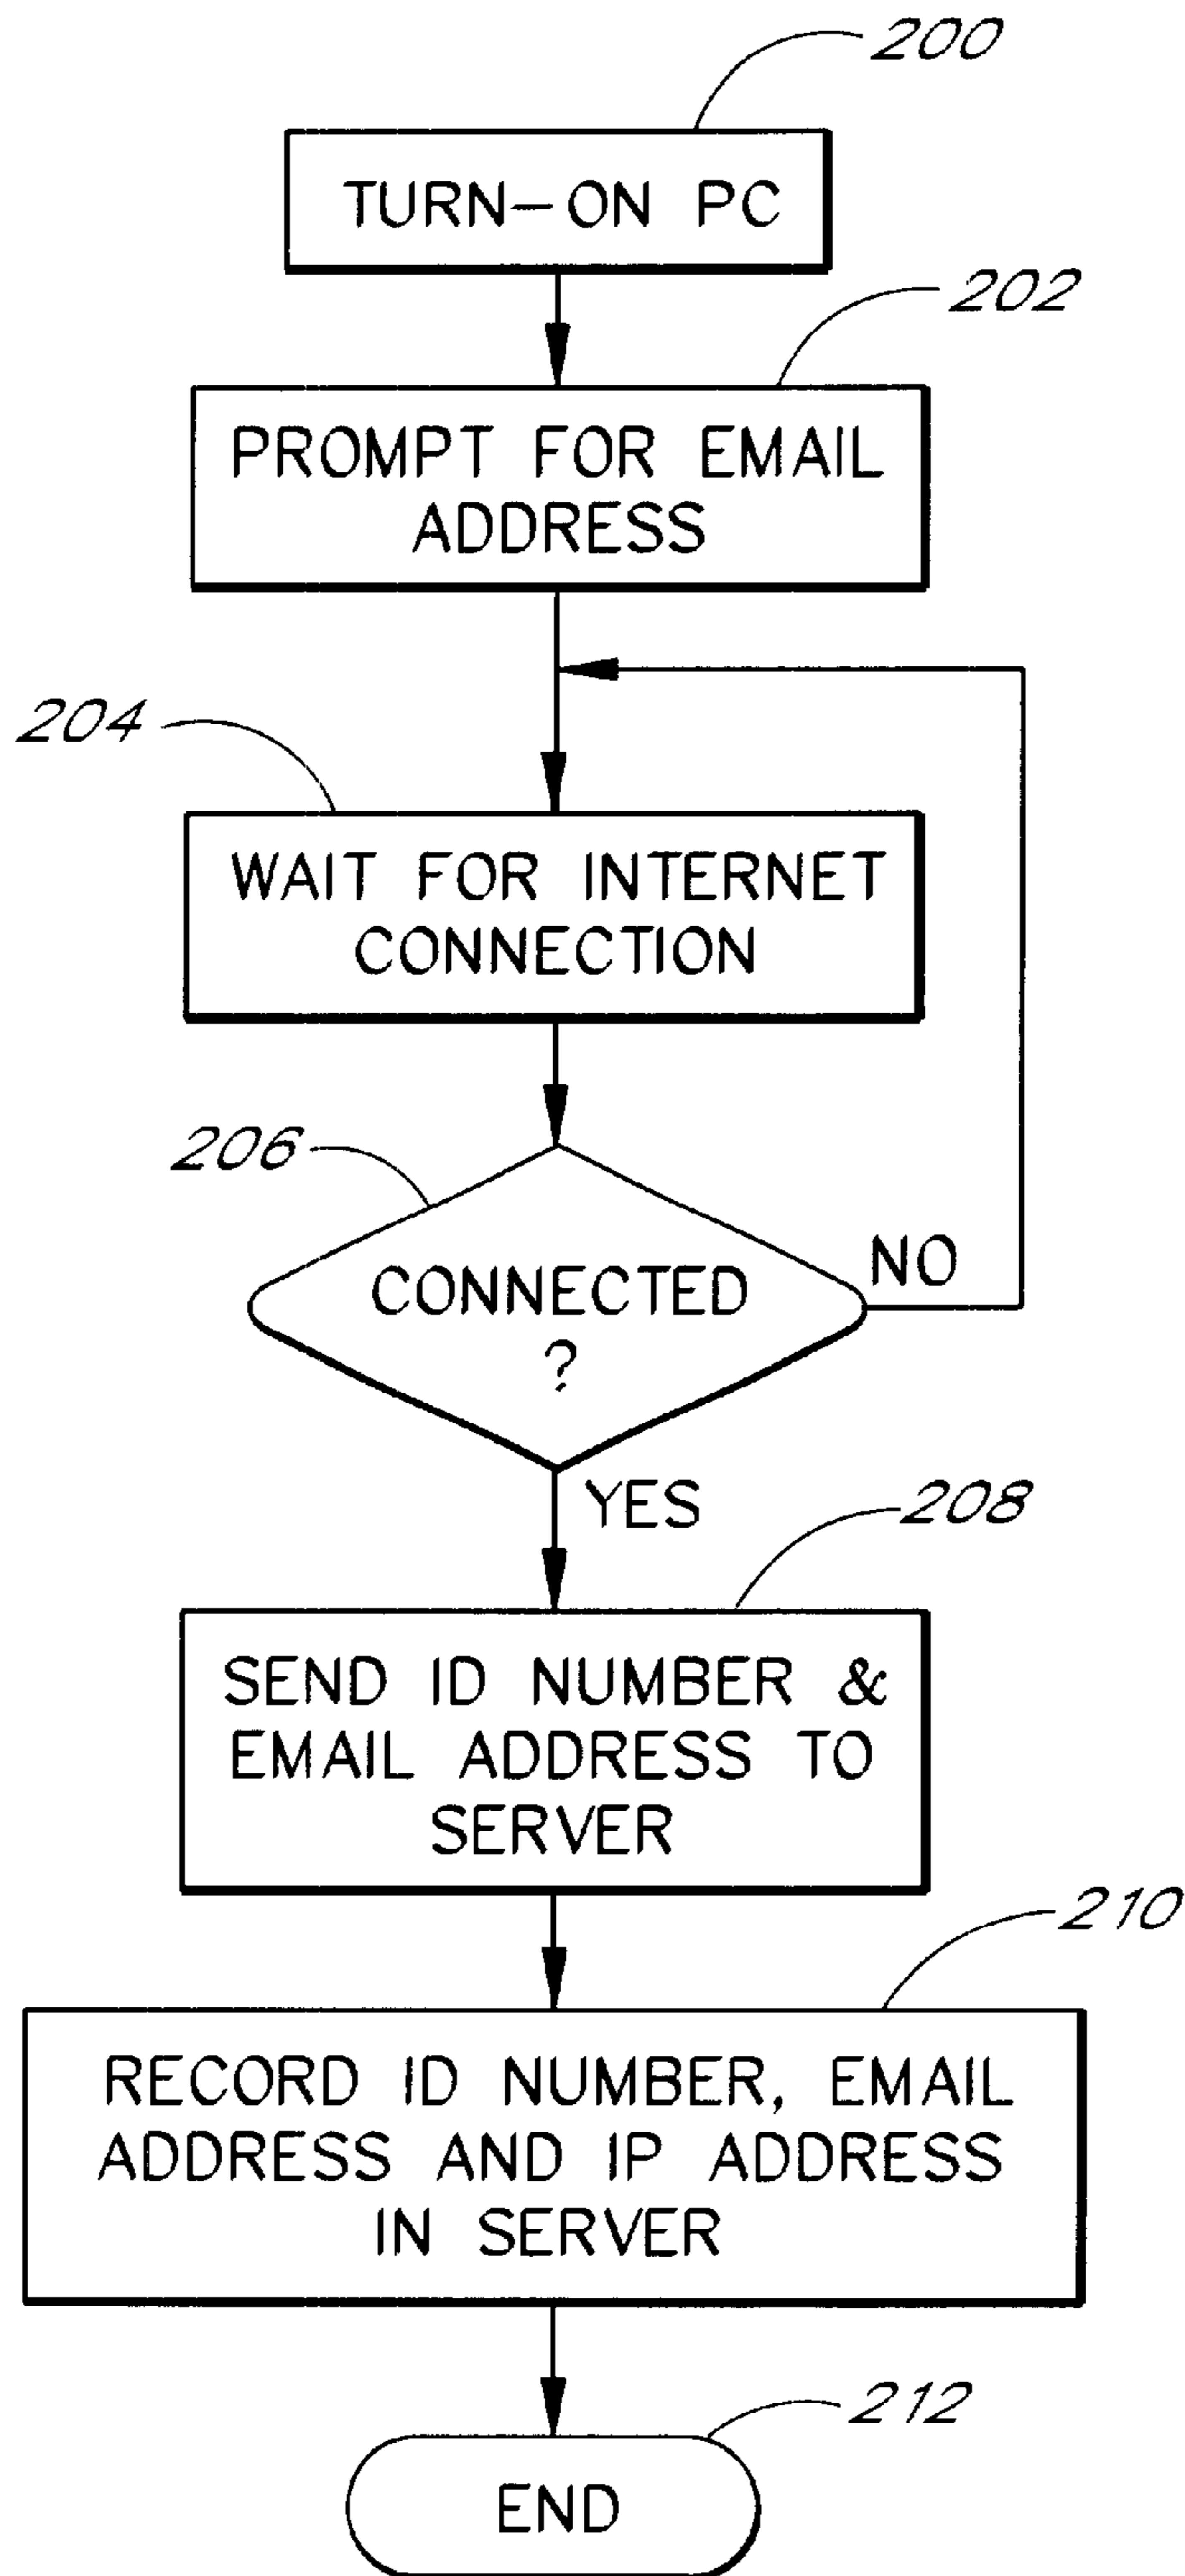 200
TURN-ON PC
202
PROMPT FOR EMAIL
ADDRESS
204
WAIT FOR INTERNET
CONNECTION
206
CONNECTED
?
NO
YES
208
SEND ID NUMBER &
EMAIL ADDRESS TO
SERVER
210
RECORD ID NUMBER, EMAIL
ADDRESS AND IP ADDRESS
IN SERVER
212
END